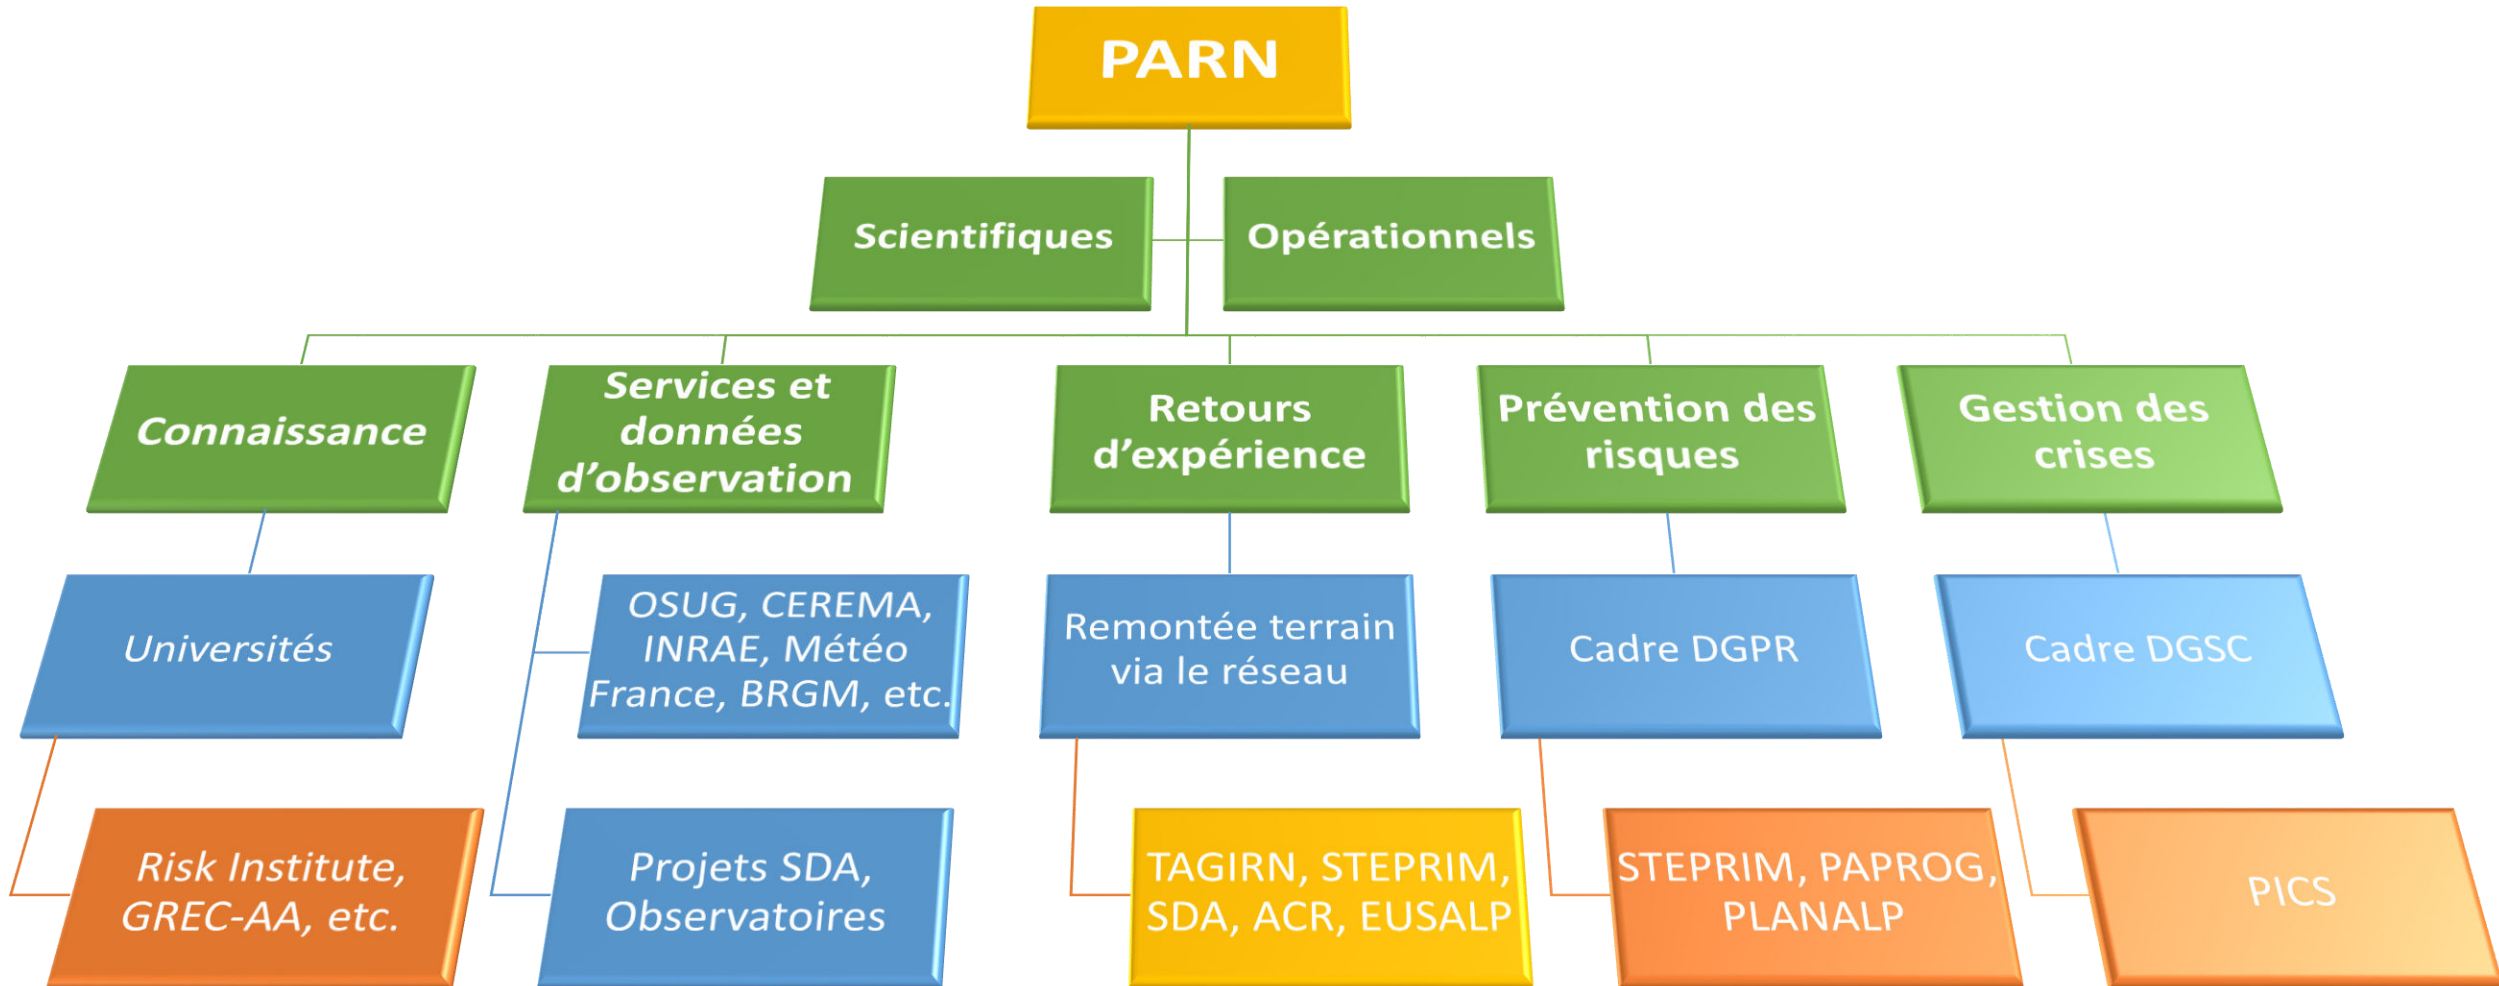 PARN
Scientifiques
Opérationnels
Connaissance
Services et
données
d’observation
Retours
d’expérience
Prévention des
risques
Gestion des
crises
Universités
OSUG, CEREMA,
INRAE, Météo
France, BRGM, etc.
Remontée terrain
via le réseau
Cadre DGPR
Cadre DGSC
Risk Institute,
GREC-AA, etc.
Projets SDA,
Observatoires
TAGIRN, STEPRIM,
SDA, ACR, EUSALP
STEPRIM, PAPROG,
PLANALP
PICS